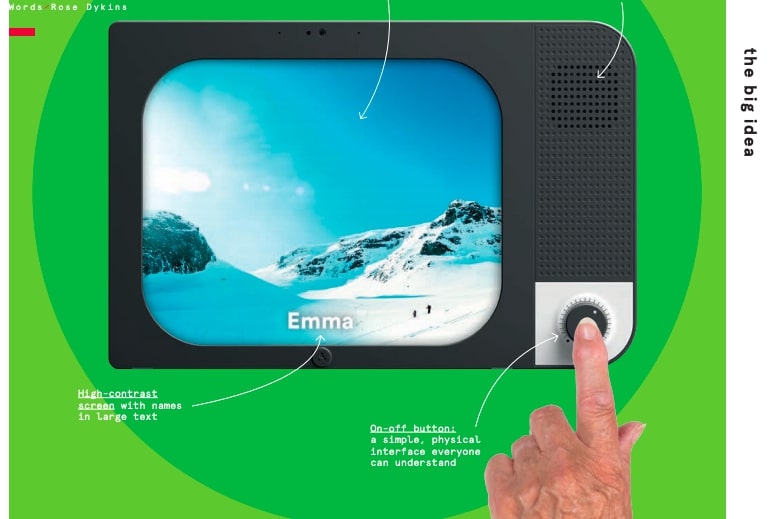 Words/Rose Dykins
the big idea
Emma
High-contrast
screen with names
in large text
On-off button:
a simple, physical
interface everyone
can understand